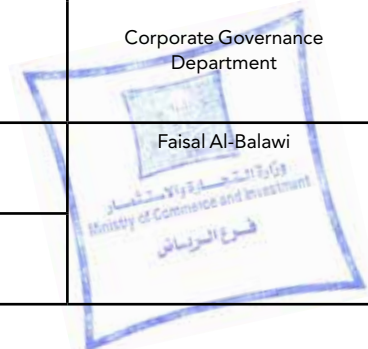 Corporate Governance
Department
Faisal Al-Balawi
وزارة التجارة والاستثمار
Ministry of Commerce and Investment
فرع الرياض